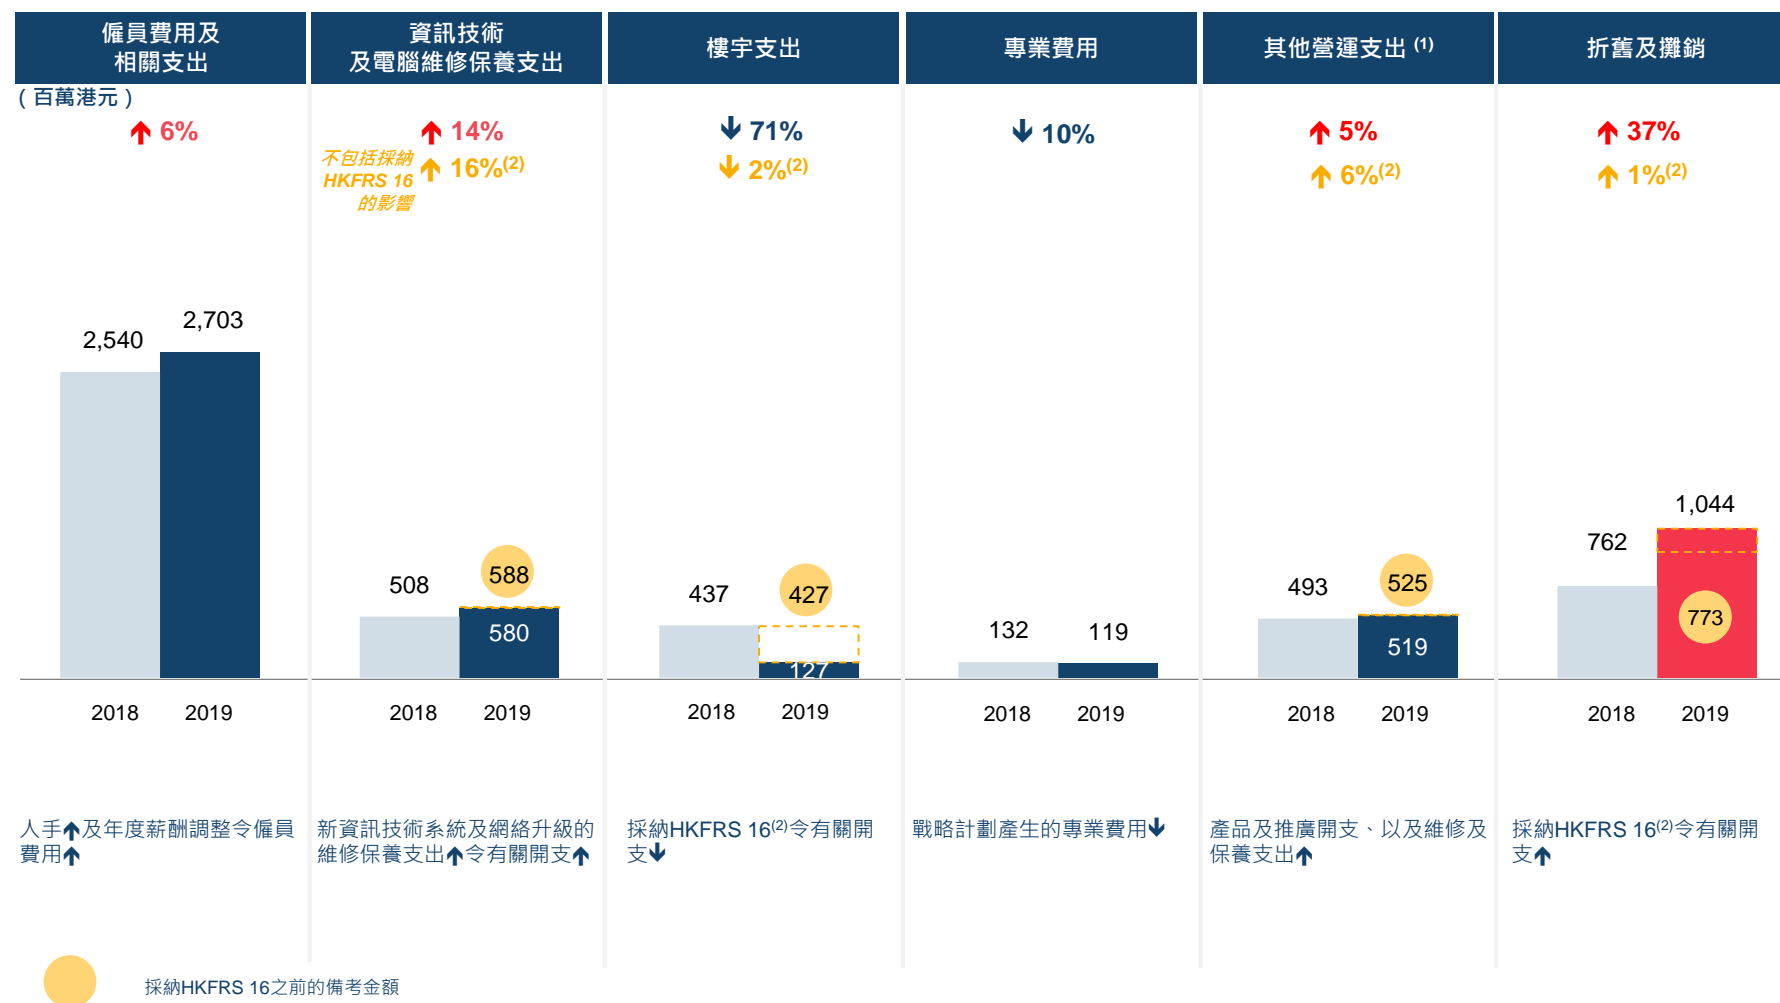 僱員費用及
相關支出
資訊技術
及電腦維修保養支出
樓宇支出
專業費用
其他營運支出 (1)
折舊及攤銷
(百萬港元)
↑ 6%
↑ 14%
不包括採納
HKFRS 16
的影響
↑ 16%(2)
↓ 71%
↓ 2%(2)
↓ 10%
↑ 5%
↑ 6%(2)
↑ 37%
↑ 1%(2)
2,540
2,703
508
588
580
437
427
127
132
119
493
525
519
762
1,044
773
2018 2019
2018 2019
2018 2019
2018 2019
2018 2019
2018 2019
人手↑及年度薪酬調整令僱員
費用↑
新資訊技術系統及網絡升級的
維修保養支出↑令有關開支↑
採納HKFRS 16(2)令有關開
支↓
戰略計劃產生的專業費用↓
產品及推廣開支、以及維修及
保養支出↑
採納HKFRS 16(2)令有關開
支↑
採納HKFRS 16之前的備考金額